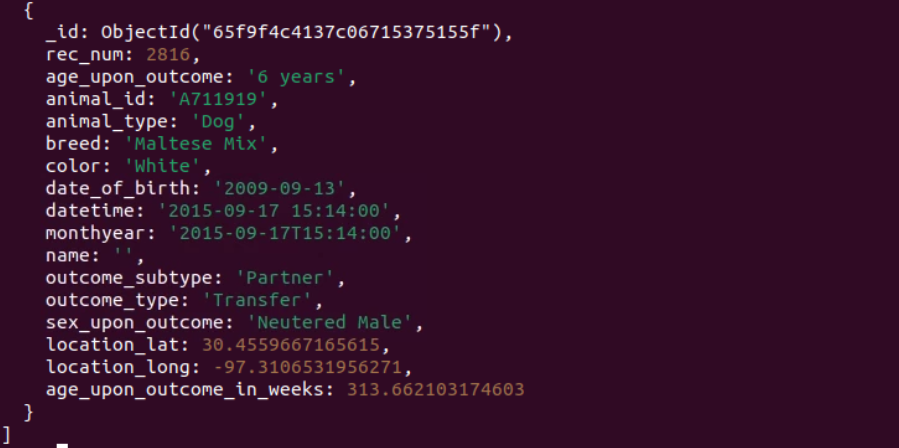 {
_id: ObjectId("65f9f4c4137c06715375155f"),
rec_num: 2816,
age_upon_outcome: '6 years',
animal_id: 'A711919',
animal_type: 'Dog',
breed: 'Maltese Mix',
color: 'White',
date_of_birth: '2009-09-13',
datetime: '2015-09-17 15:14:00',
monthyear: '2015-09-17T15:14:00',
name: '',
outcome_subtype: 'Partner',
outcome_type: 'Transfer',
sex_upon_outcome: 'Neutered Male',
location_lat: 30.4559667165615,
location_long: -97.3106531956271,
age_upon_outcome_in_weeks: 313.662103174603
}
]